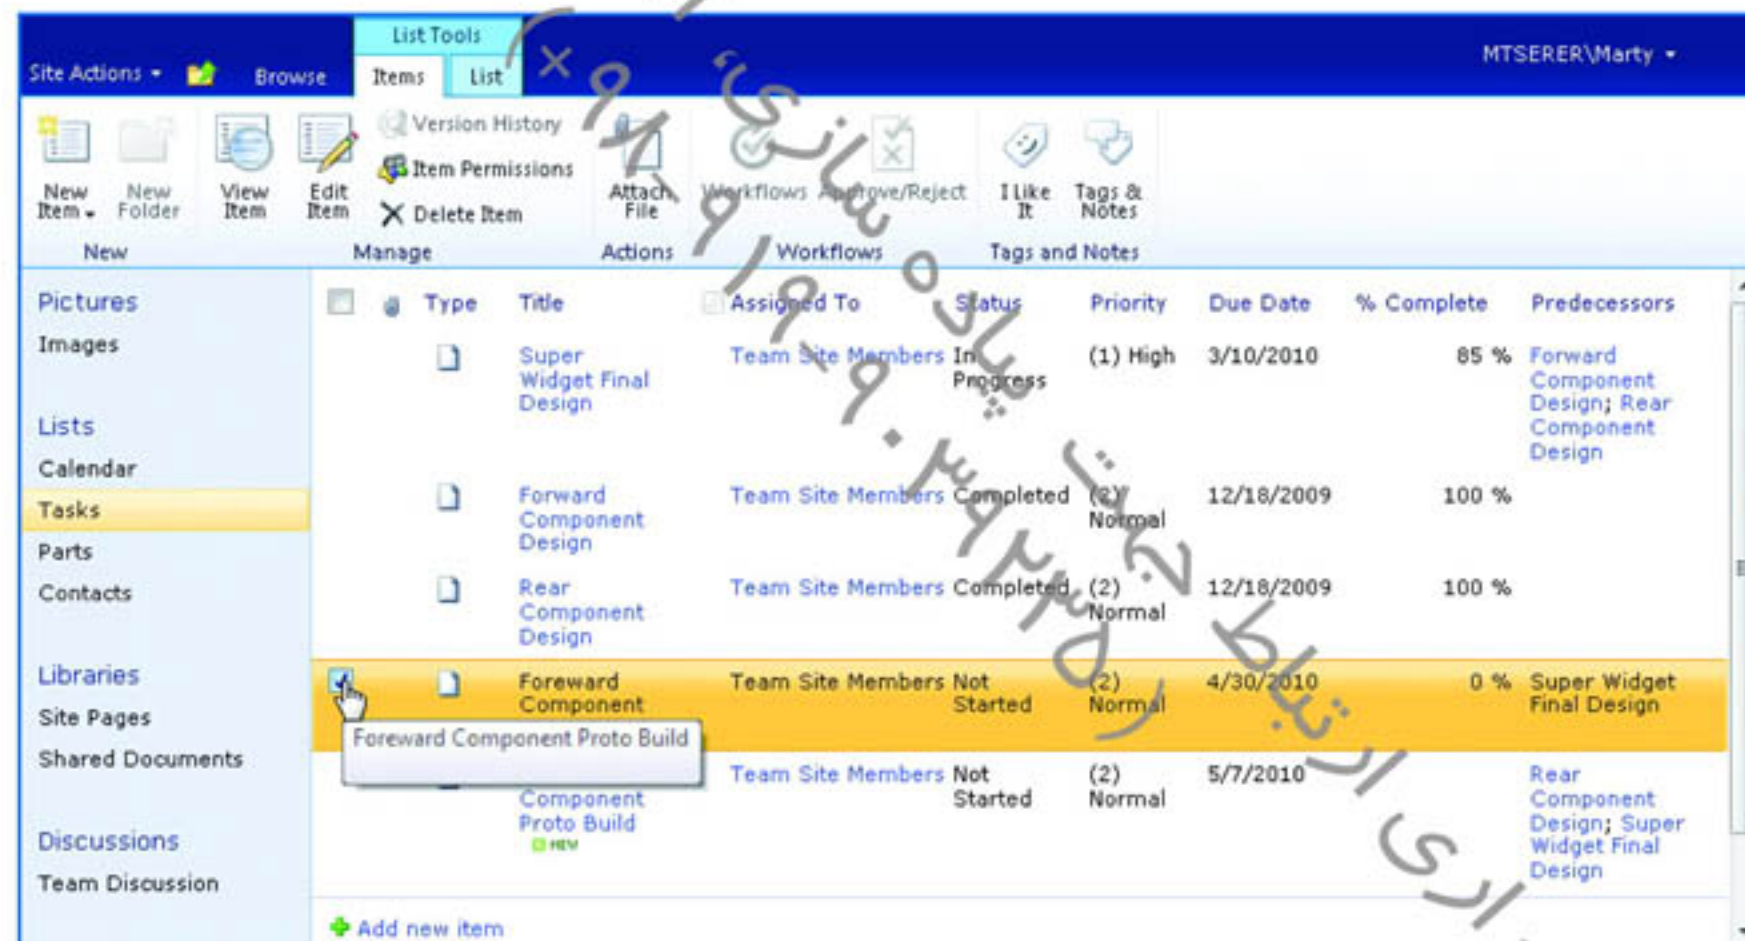 List Tools
Site Actions Browse Items List MTSERER\Marty
Version History
Item Permissions
Delete Item
New Item New Folder View Item Edit Item Attach File Workflows Approve/Reject I Like It Tags & Notes
New Manage Actions Workflows Tags and Notes
Pictures
Images
Lists
Calendar
Tasks
Parts
Contacts
Libraries
Site Pages
Shared Documents
Discussions
Team Discussion
Type Title Assigned To Status Priority Due Date % Complete Predecessors
Super Team Site Members In (1) High 3/10/2010 85 % Forward
Widget Final Progress Component
Design Design; Rear
Component
Design
Forward Team Site Members Completed (2) 12/18/2009 100 %
Component Normal
Design
Rear Team Site Members Completed (2) 12/18/2009 100 %
Component Normal
Design
Foreward Team Site Members Not (2) 4/30/2010 0 % Super Widget
Component Started Normal Final Design
Foreward Component Proto Build
Team Site Members Not (2) 5/7/2010 Rear
Component Started Normal Component
Proto Build Design; Super
NEW Widget Final
Design
Add new item
جهت پیاده سازی،
ارتباط